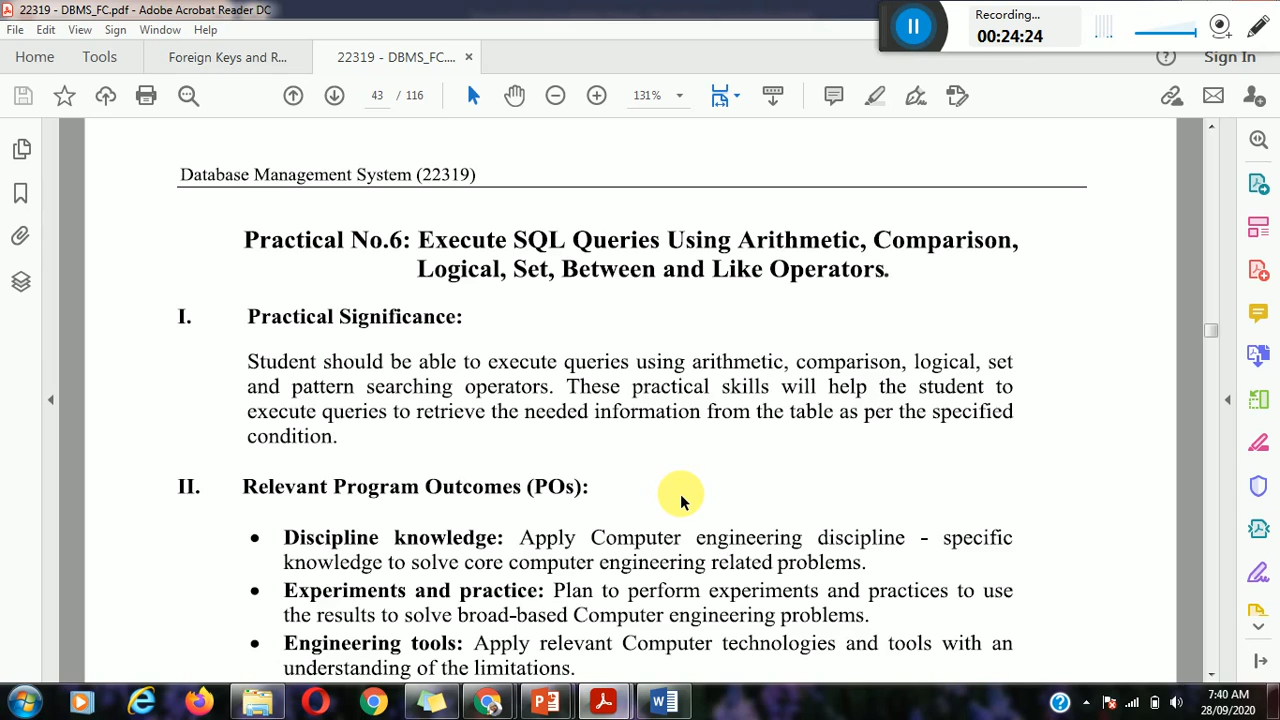 22319 - DBMS_FC.pdf - Adobe Acrobat Reader DC
File Edit View Sign Window Help
Recording...
00:24:24
Home Tools Foreign Keys and R... 22319 - DBMS_FC.... × Sign In
43 / 116 131%
Database Management System (22319)
Practical No.6: Execute SQL Queries Using Arithmetic, Comparison,
Logical, Set, Between and Like Operators.
I. Practical Significance:
Student should be able to execute queries using arithmetic, comparison, logical, set
and pattern searching operators. These practical skills will help the student to
execute queries to retrieve the needed information from the table as per the specified
condition.
II. Relevant Program Outcomes (POs):
• Discipline knowledge: Apply Computer engineering discipline - specific
knowledge to solve core computer engineering related problems.
• Experiments and practice: Plan to perform experiments and practices to use
the results to solve broad-based Computer engineering problems.
• Engineering tools: Apply relevant Computer technologies and tools with an
understanding of the limitations.
7:40 AM
28/09/2020